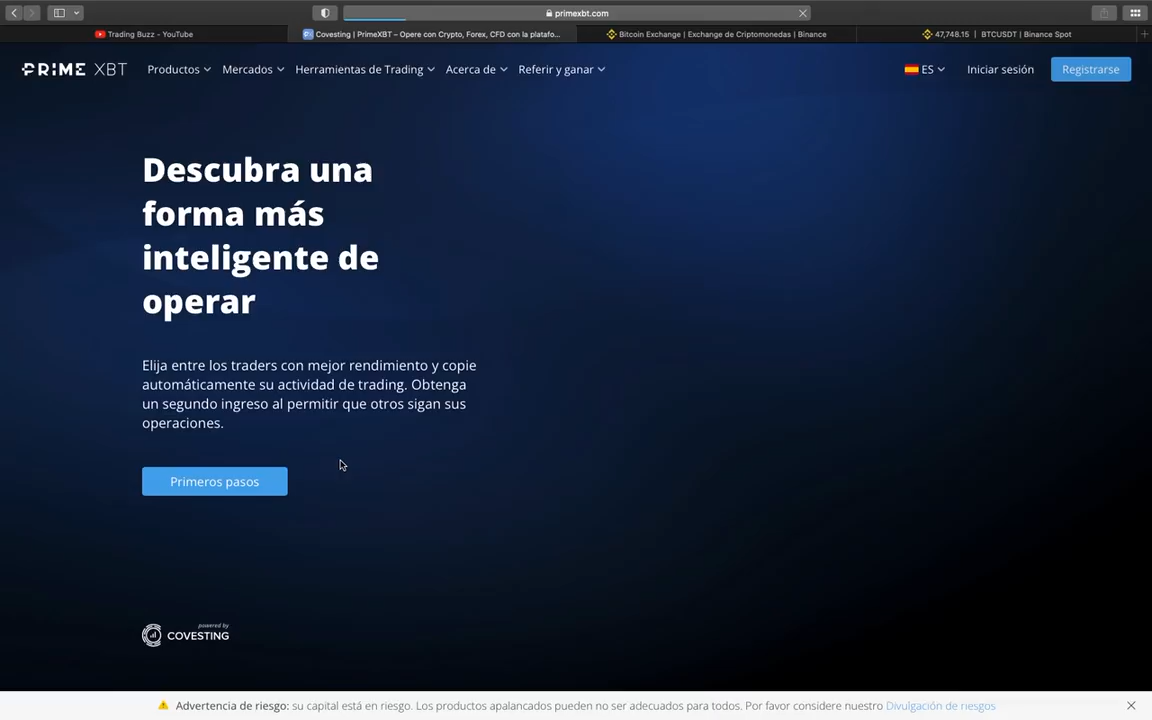 primexbt.com
Trading Buzz - YouTube
Covesting | PrimeXBT – Opere con Crypto, Forex, CFD con la platafo...
Bitcoin Exchange | Exchange de Criptomonedas | Binance
47,748.15 | BTCUSDT | Binance Spot
PRIME XBT
Productos
Mercados
Herramientas de Trading
Acerca de
Referir y ganar
ES
Iniciar sesión
Registrarse
Descubra una
forma más
inteligente de
operar
Elija entre los traders con mejor rendimiento y copie
automáticamente su actividad de trading. Obtenga
un segundo ingreso al permitir que otros sigan sus
operaciones.
Primeros pasos
powered by
COVESTING
Advertencia de riesgo: su capital está en riesgo. Los productos apalancados pueden no ser adecuados para todos. Por favor considere nuestro Divulgación de riesgos